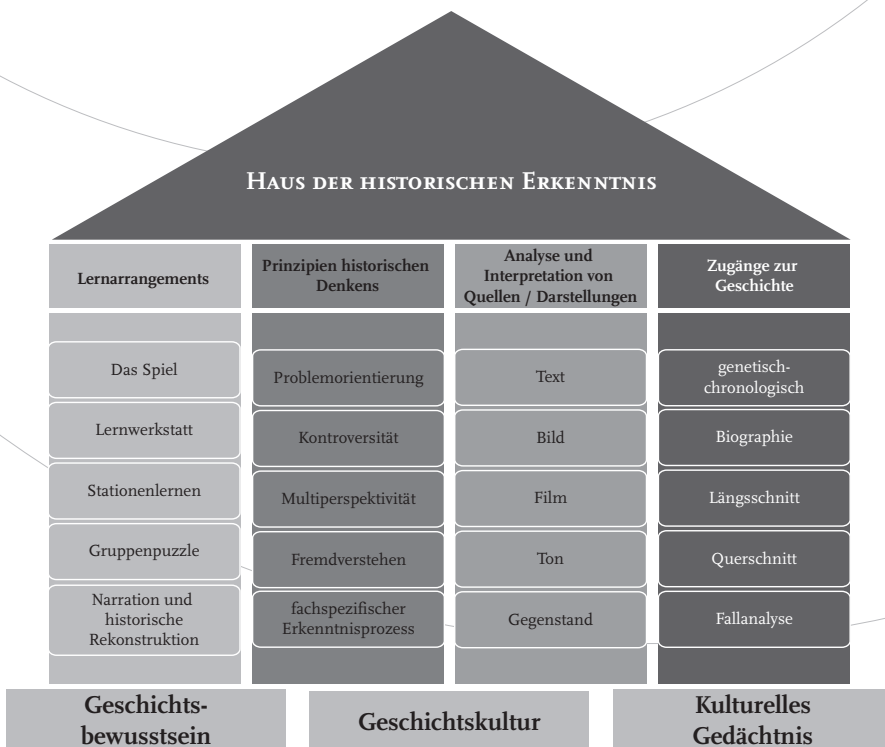 Haus der historischen Erkenntnis
Lernarrangements
Prinzipien historischen
Denkens
Analyse und
Interpretation von
Quellen / Darstellungen
Zugänge zur
Geschichte
Das Spiel
Lernwerkstatt
Stationenlernen
Gruppenpuzzle
Narration und
historische
Rekonstruktion
Problemorientierung
Kontroversität
Multiperspektivität
Fremdverstehen
fachspezifischer
Erkenntnisprozess
Text
Bild
Film
Ton
Gegenstand
genetisch-
chronologisch
Biographie
Längsschnitt
Querschnitt
Fallanalyse
Geschichts-
bewusstsein
Geschichtskultur
Kulturelles
Gedächtnis